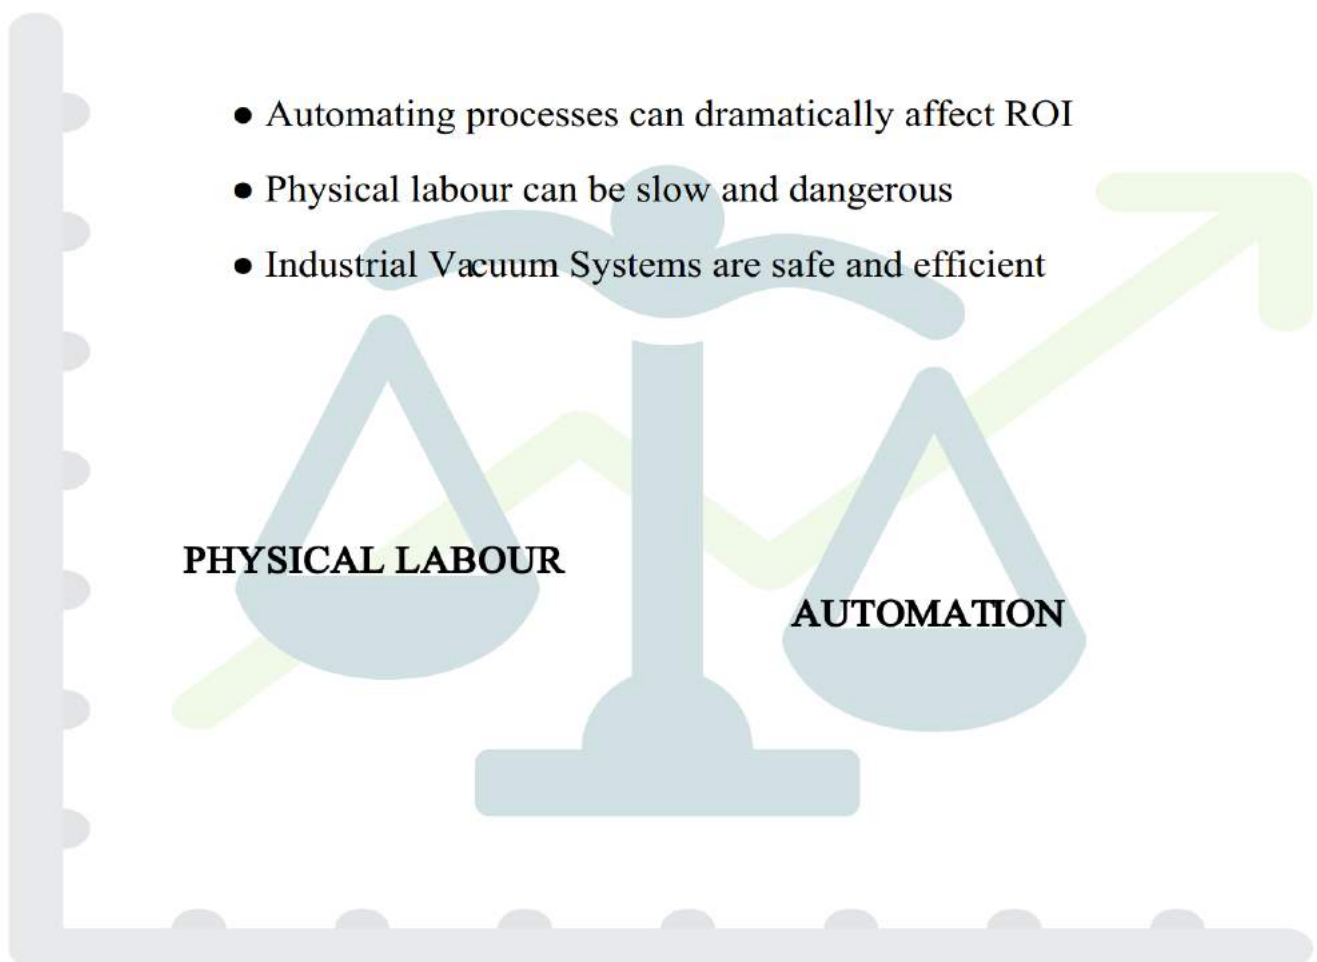 ● Automating processes can dramatically affect ROI
● Physical labour can be slow and dangerous
● Industrial Vacuum Systems are safe and efficient
PHYSICAL LABOUR
AUTOMATION